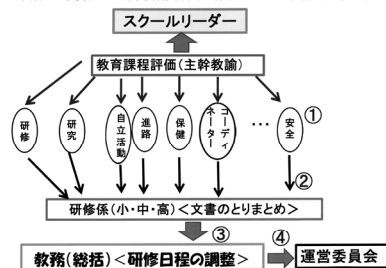 スクールリーダー
教育課程評価(主幹教諭)
研修
研究
自立活動
進路
保健
コーディネーター
…
安全
①
②
研修係(小・中・高)<文書のとりまとめ>
③
④
教務(総括)<研修日程の調整>
運営委員会